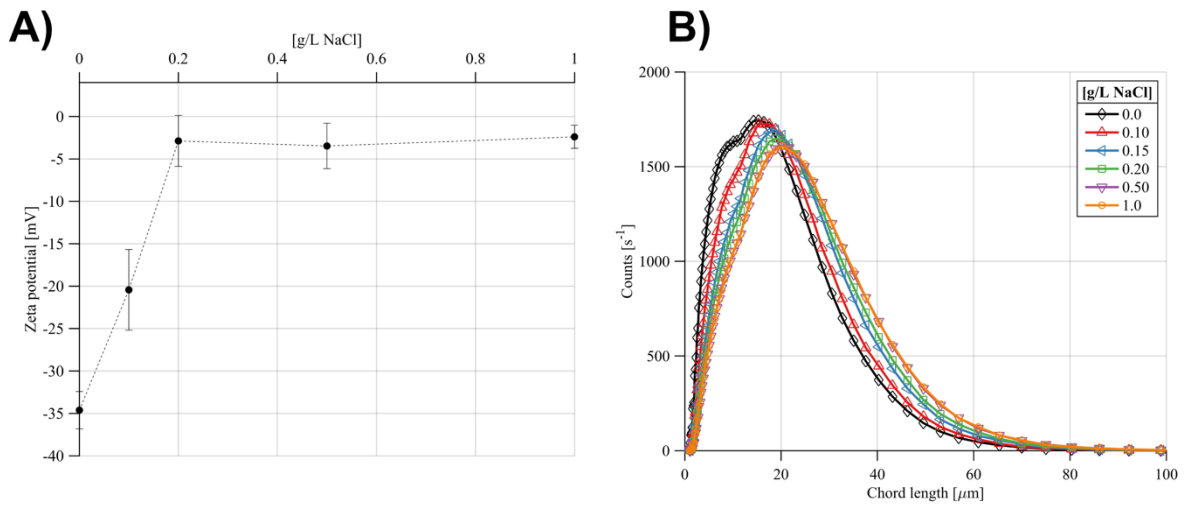 A)
[g/L NaCl]
0 0.2 0.4 0.6 0.8 1
Zeta potential [mV]
0
-5
-10
-15
-20
-25
-30
-35
-40
B)
2000
1500
1000
500
0
Counts [s⁻¹]
[g/L NaCl]
0.0
0.10
0.15
0.20
0.50
1.0
0 20 40 60 80 100
Chord length [μm]